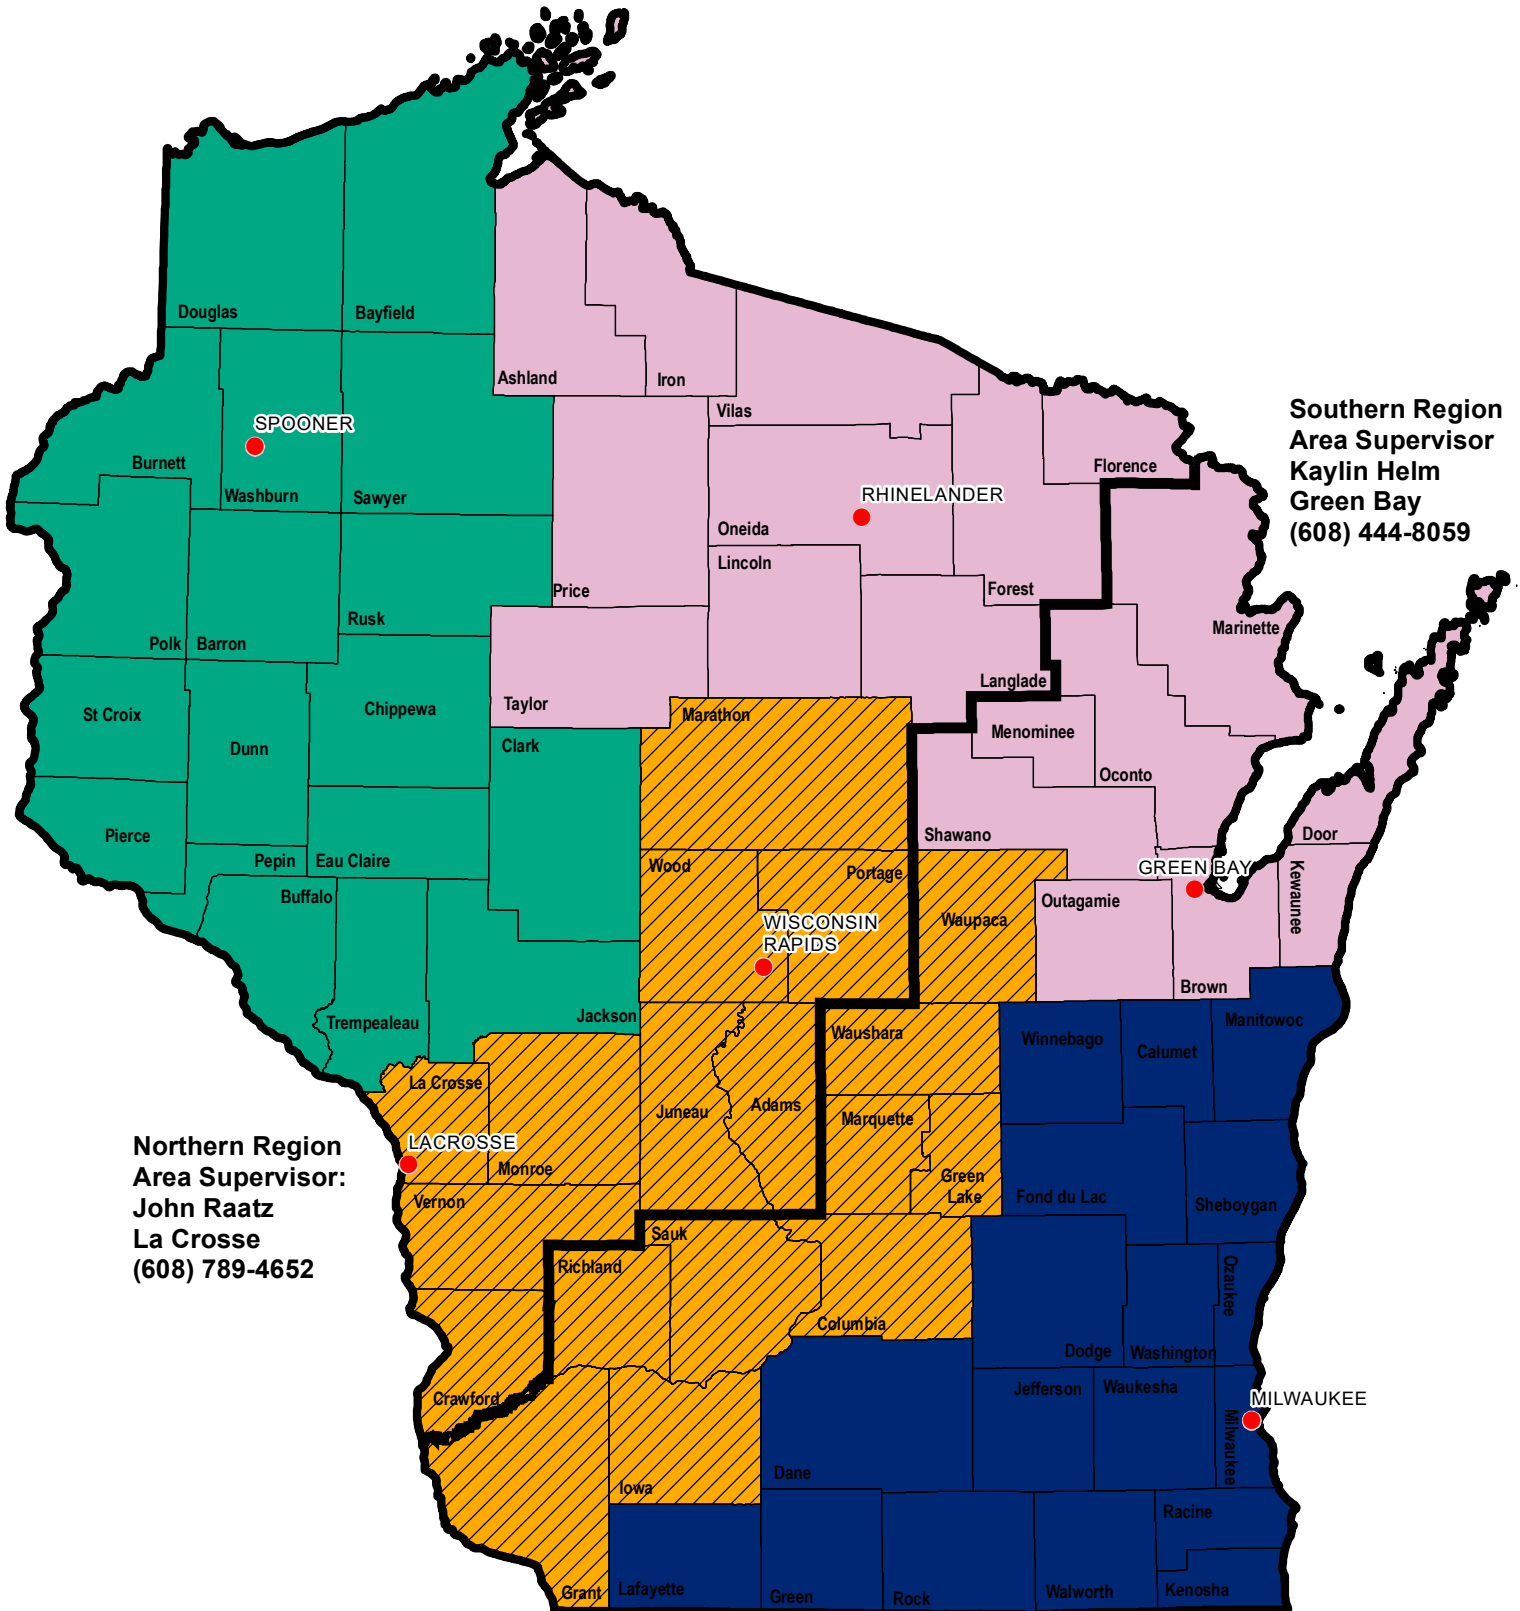 Douglas
Bayfield
Ashland
Iron
Vilas
SPOONER
Burnett
Washburn
Sawyer
Florence
RHINELANDER
Oneida
Lincoln
Price
Forest
Southern Region
Area Supervisor
Kaylin Helm
Green Bay
(608) 444-8059
Polk
Barron
Rusk
Marinette
Langlade
St Croix
Chippewa
Taylor
Marathon
Dunn
Clark
Menominee
Oconto
Pierce
Pepin
Eau Claire
Shawano
Door
Wood
Portage
GREEN BAY
Kewaunee
Buffalo
Outagamie
Waupaca
WISCONSIN
RAPIDS
Brown
Trempealeau
Jackson
Waushara
Winnebago
Calumet
Manitowoc
La Crosse
Juneau
Adams
Marquette
LACROSSE
Monroe
Green
Lake
Fond du Lac
Sheboygan
Northern Region
Area Supervisor:
John Raatz
La Crosse
(608) 789-4652
Vernon
Sauk
Richland
Columbia
Ozaukee
Dodge
Washington
Crawford
Jefferson
Waukesha
MILWAUKEE
Milwaukee
Iowa
Dane
Racine
Grant
Lafayette
Green
Rock
Walworth
Kenosha